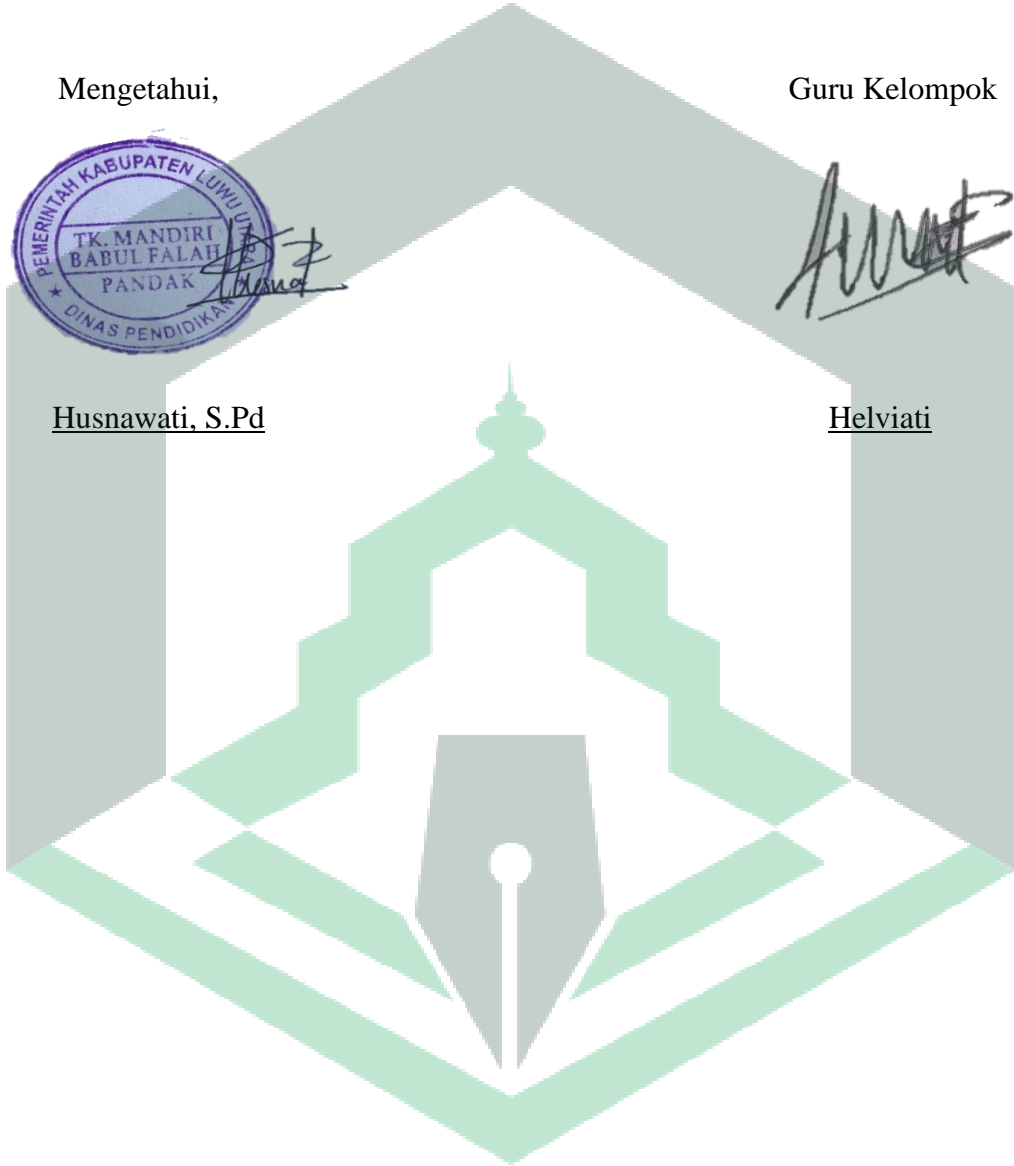 Mengetahui,
Guru Kelompok
PEMERINTAH KABUPATEN LUWU
TK. MANDIRI
BABUL FALAH
PANDAK
★ DINAS PENDIDIKAN
Husnawati, S.Pd
Helviati